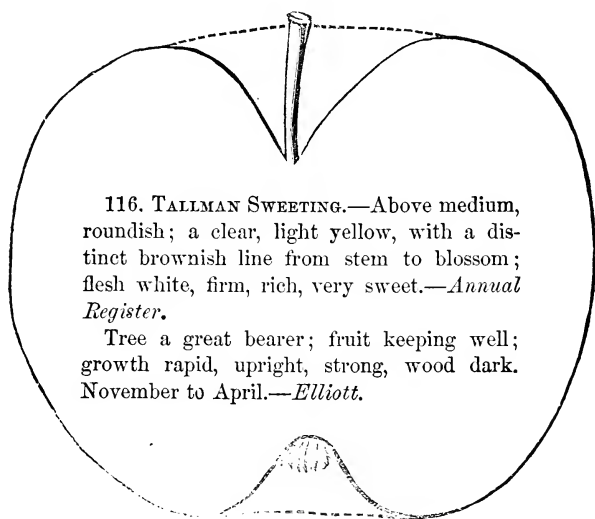 116. TALLMAN SWEETING.—Above medium,
roundish; a clear, light yellow, with a dis-
tinct brownish line from stem to blossom;
flesh white, firm, rich, very sweet.—Annual
Register.
Tree a great bearer; fruit keeping well;
growth rapid, upright, strong, wood dark.
November to April.—Elliott.